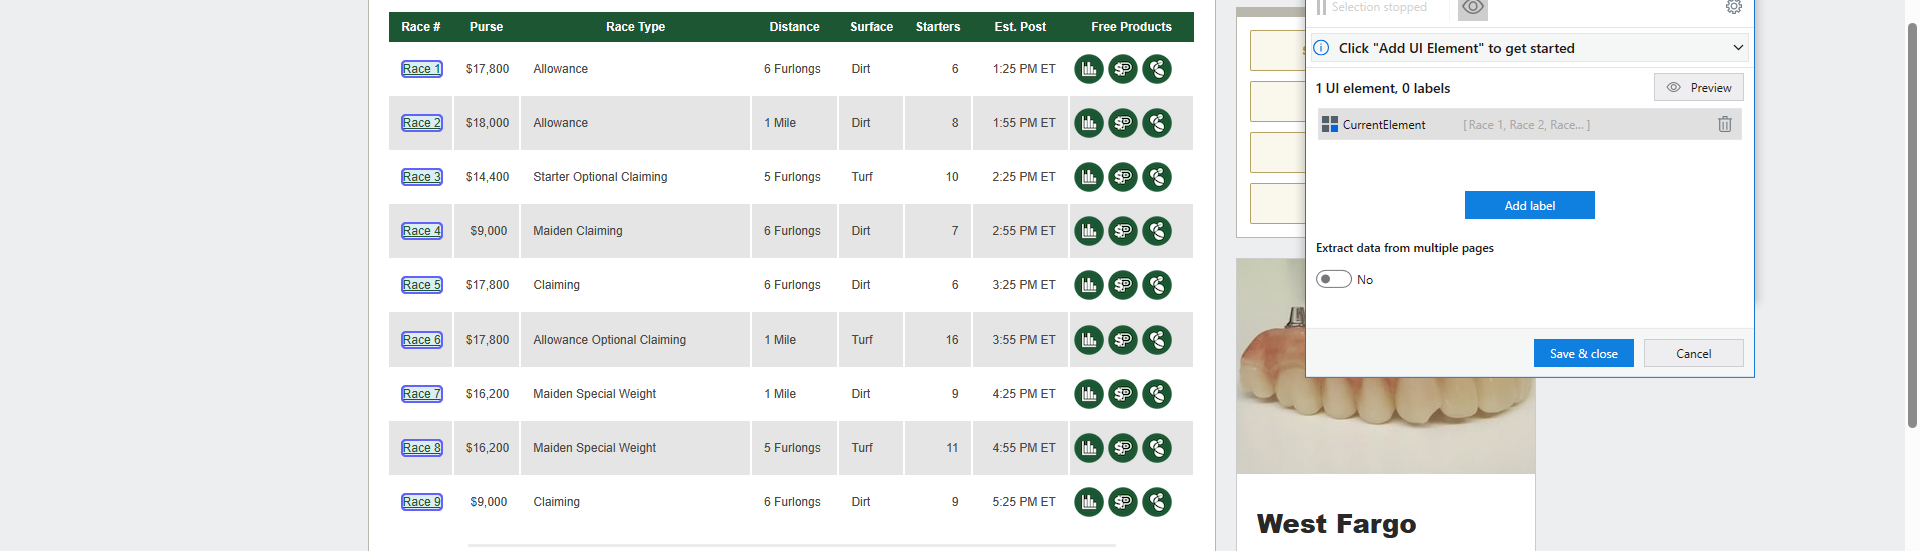 Race # Purse Race Type Distance Surface Starters Est. Post Free Products
Race 1 $17,800 Allowance 6 Furlongs Dirt 6 1:25 PM ET
Race 2 $18,000 Allowance 1 Mile Dirt 8 1:55 PM ET
Race 3 $14,400 Starter Optional Claiming 5 Furlongs Turf 10 2:25 PM ET
Race 4 $9,000 Maiden Claiming 6 Furlongs Dirt 7 2:55 PM ET
Race 5 $17,800 Claiming 6 Furlongs Dirt 6 3:25 PM ET
Race 6 $17,800 Allowance Optional Claiming 1 Mile Turf 16 3:55 PM ET
Race 7 $16,200 Maiden Special Weight 1 Mile Dirt 9 4:25 PM ET
Race 8 $16,200 Maiden Special Weight 5 Furlongs Turf 11 4:55 PM ET
Race 9 $9,000 Claiming 6 Furlongs Dirt 9 5:25 PM ET
Selection stopped
Click "Add UI Element" to get started
1 UI element, 0 labels
Preview
CurrentElement [ Race 1, Race 2, Race... ]
Add label
Extract data from multiple pages
No
Save & close Cancel
West Fargo